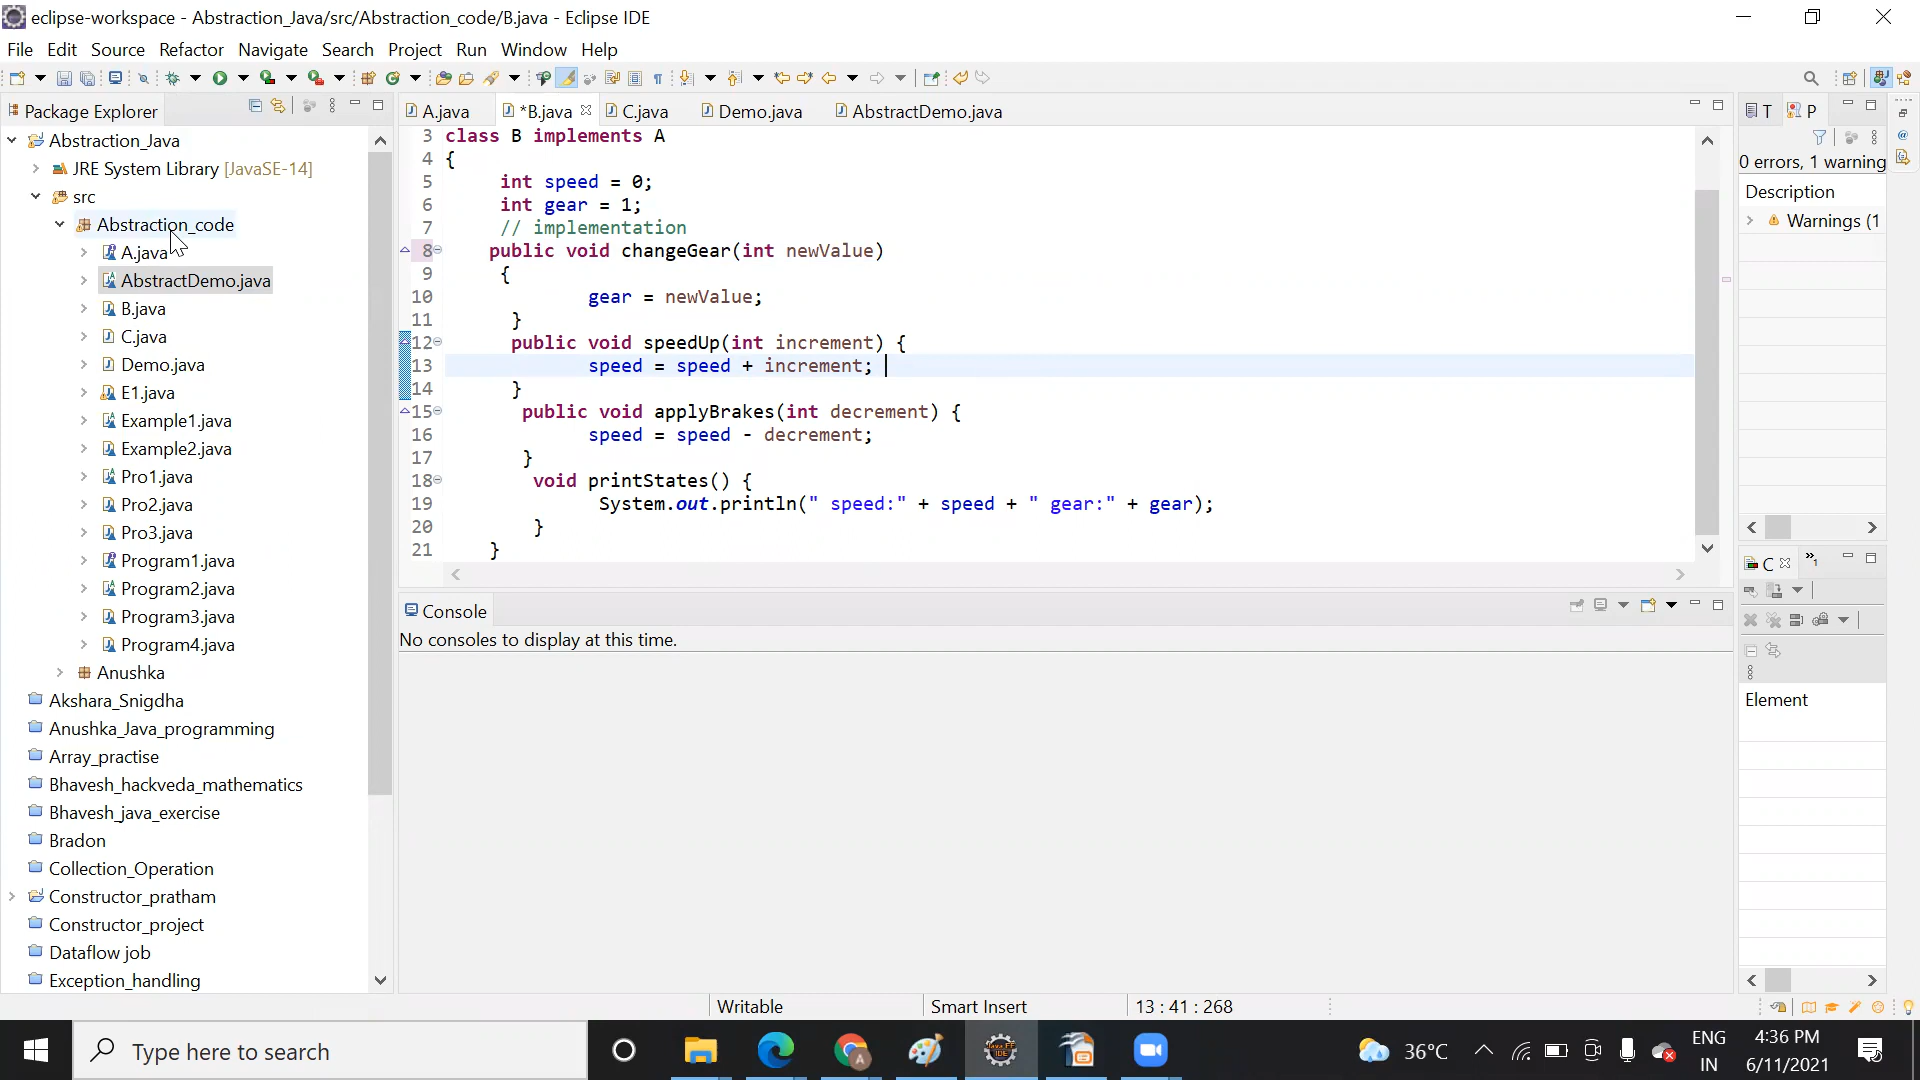 eclipse-workspace - Abstraction_Java/src/Abstraction_code/B.java - Eclipse IDE
File Edit Source Refactor Navigate Search Project Run Window Help
Package Explorer
Abstraction_Java
JRE System Library [JavaSE-14]
src
Abstraction_code
A.java
AbstractDemo.java
B.java
C.java
Demo.java
E1.java
Example1.java
Example2.java
Pro1.java
Pro2.java
Pro3.java
Program1.java
Program2.java
Program3.java
Program4.java
Anushka
Akshara_Snigdha
Anushka_Java_programming
Array_practise
Bhavesh_hackveda_mathematics
Bhavesh_java_exercise
Bradon
Collection_Operation
Constructor_pratham
Constructor_project
Dataflow job
Exception_handling
A.java *B.java C.java Demo.java AbstractDemo.java
3 class B implements A
4 {
5 int speed = 0;
6 int gear = 1;
7 // implementation
8 public void changeGear(int newValue)
9 {
10 gear = newValue;
11 }
12 public void speedUp(int increment) {
13 speed = speed + increment;
14 }
15 public void applyBrakes(int decrement) {
16 speed = speed - decrement;
17 }
18 void printStates() {
19 System.out.println(" speed:" + speed + " gear:" + gear);
20 }
21 }
Console
No consoles to display at this time.
T P
0 errors, 1 warning
Description
Warnings (1
C »1
Element
Writable Smart Insert 13 : 41 : 268
Type here to search
36°C
ENG
IN
4:36 PM
6/11/2021